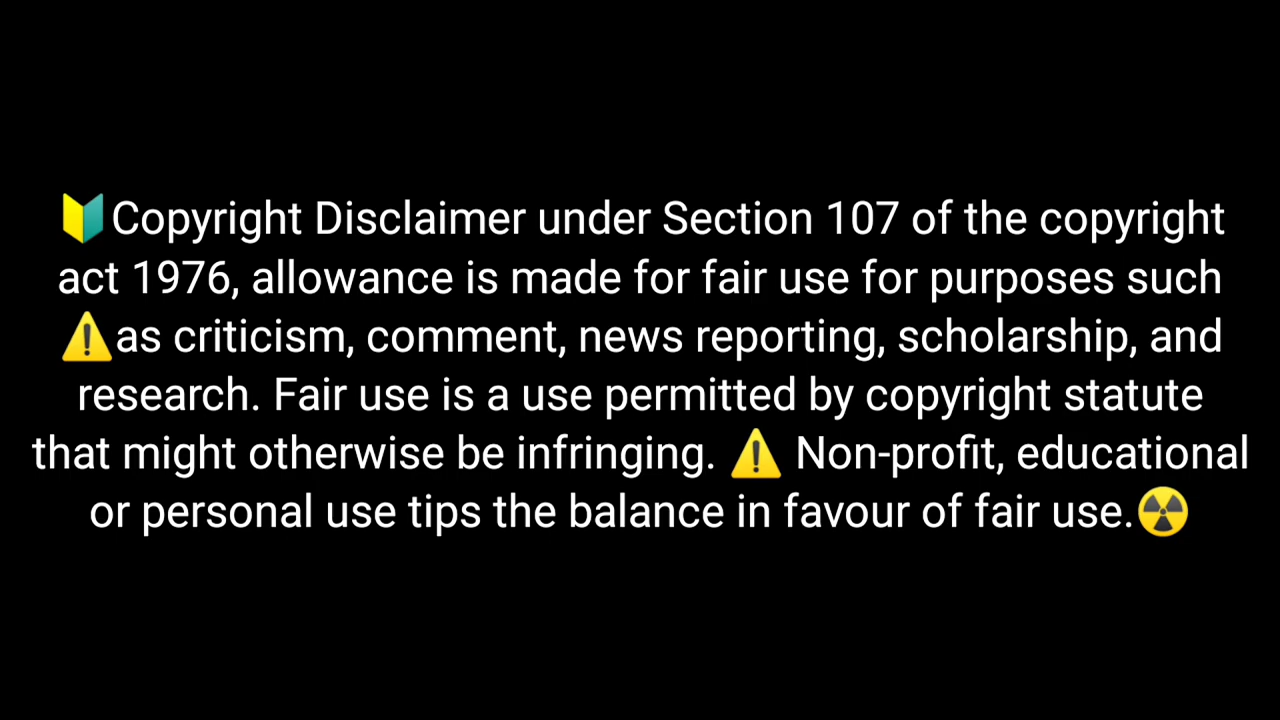 🔰Copyright Disclaimer under Section 107 of the copyright
act 1976, allowance is made for fair use for purposes such
⚠️as criticism, comment, news reporting, scholarship, and
research. Fair use is a use permitted by copyright statute
that might otherwise be infringing. ⚠️ Non-profit, educational
or personal use tips the balance in favour of fair use.☢️